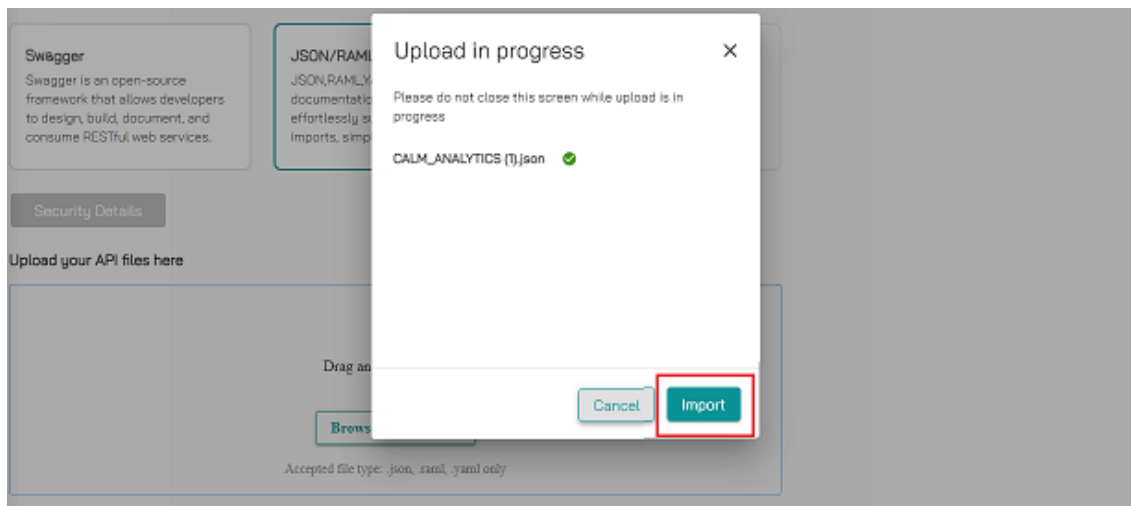 Swagger
Swagger is an open-source
framework that allows developers
to design, build, document, and
consume RESTful web services.
JSON/RAML
JSON,RAML,Y
documentatio
effortlessly su
imports, simp
Security Details
Upload your API files here
Drag an
Brows
Accepted file type: .json, .raml, .yaml only
Upload in progress
Please do not close this screen while upload is in
progress
CALM_ANALYTICS (1).json
Cancel
Import